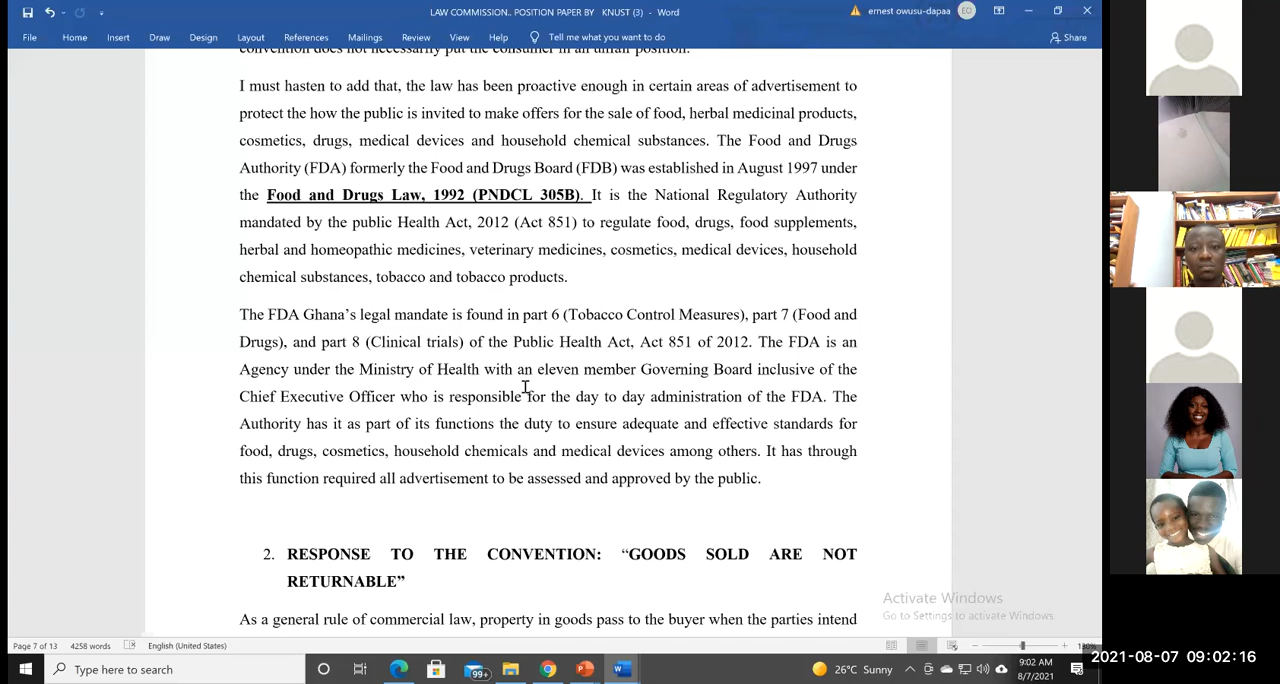 LAW COMMISSION.. POSITION PAPER BY KNUST (3) - Word
ernest owusu-dapaa
EO
File Home Insert Draw Design Layout References Mailings Review View Help Tell me what you want to do
Share
convention does not necessarily put the consumer in an unfair position.
I must hasten to add that, the law has been proactive enough in certain areas of advertisement to
protect the how the public is invited to make offers for the sale of food, herbal medicinal products,
cosmetics, drugs, medical devices and household chemical substances. The Food and Drugs
Authority (FDA) formerly the Food and Drugs Board (FDB) was established in August 1997 under
the Food and Drugs Law, 1992 (PNDCL 305B). It is the National Regulatory Authority
mandated by the public Health Act, 2012 (Act 851) to regulate food, drugs, food supplements,
herbal and homeopathic medicines, veterinary medicines, cosmetics, medical devices, household
chemical substances, tobacco and tobacco products.
The FDA Ghana's legal mandate is found in part 6 (Tobacco Control Measures), part 7 (Food and
Drugs), and part 8 (Clinical trials) of the Public Health Act, Act 851 of 2012. The FDA is an
Agency under the Ministry of Health with an eleven member Governing Board inclusive of the
Chief Executive Officer who is responsible for the day to day administration of the FDA. The
Authority has it as part of its functions the duty to ensure adequate and effective standards for
food, drugs, cosmetics, household chemicals and medical devices among others. It has through
this function required all advertisement to be assessed and approved by the public.
2. RESPONSE TO THE CONVENTION: “GOODS SOLD ARE NOT
RETURNABLE”
As a general rule of commercial law, property in goods pass to the buyer when the parties intend
Activate Windows
Go to Settings to activate Windows.
Page 7 of 13 4258 words English (United States)
130%
Type here to search
99+
26°C Sunny
9:02 AM
8/7/2021
2021-08-07 09:02:16